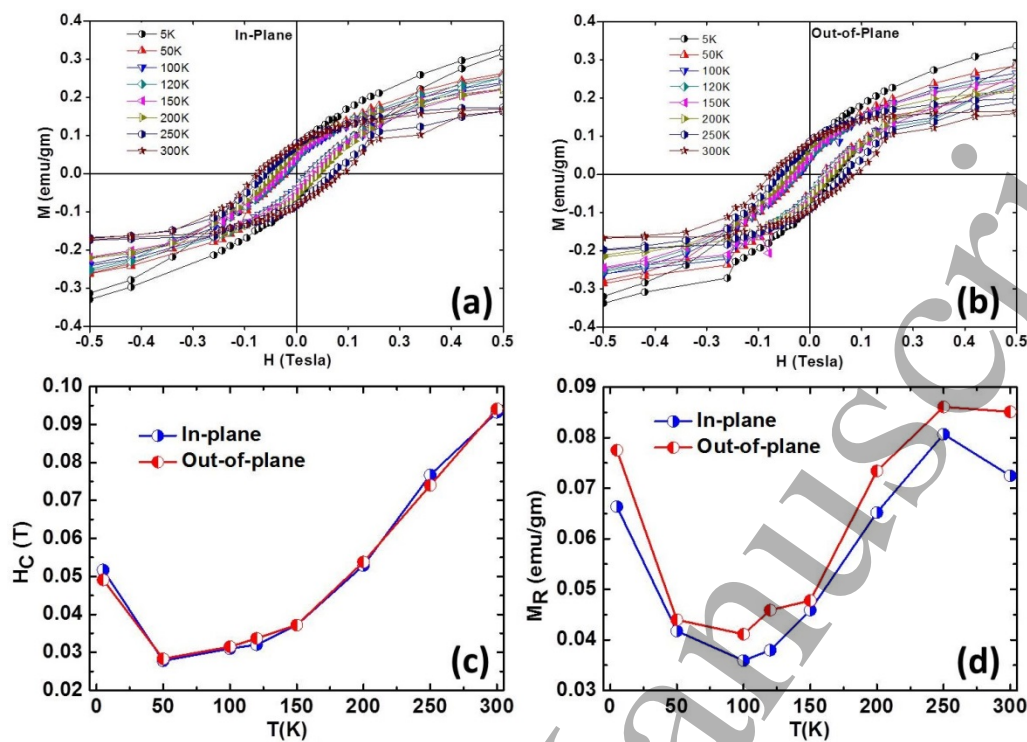 In-Plane
5K
50K
100K
120K
150K
200K
250K
300K
M (emu/gm)
0.4
0.3
0.2
0.1
0.0
-0.1
-0.2
-0.3
-0.4
-0.5 -0.4 -0.3 -0.2 -0.1 0.0 0.1 0.2 0.3 0.4 0.5
H (Tesla)
(a)
Out-of-Plane
5K
50K
100K
120K
150K
200K
250K
300K
M (emu/gm)
0.4
0.3
0.2
0.1
0.0
-0.1
-0.2
-0.3
-0.4
-0.5 -0.4 -0.3 -0.2 -0.1 0.0 0.1 0.2 0.3 0.4 0.5
H (Tesla)
(b)
In-plane
Out-of-plane
HC (T)
0.10
0.09
0.08
0.07
0.06
0.05
0.04
0.03
0.02
0 50 100 150 200 250 300
T(K)
(c)
In-plane
Out-of-plane
MR (emu/gm)
0.09
0.08
0.07
0.06
0.05
0.04
0.03
0 50 100 150 200 250 300
T(K)
(d)